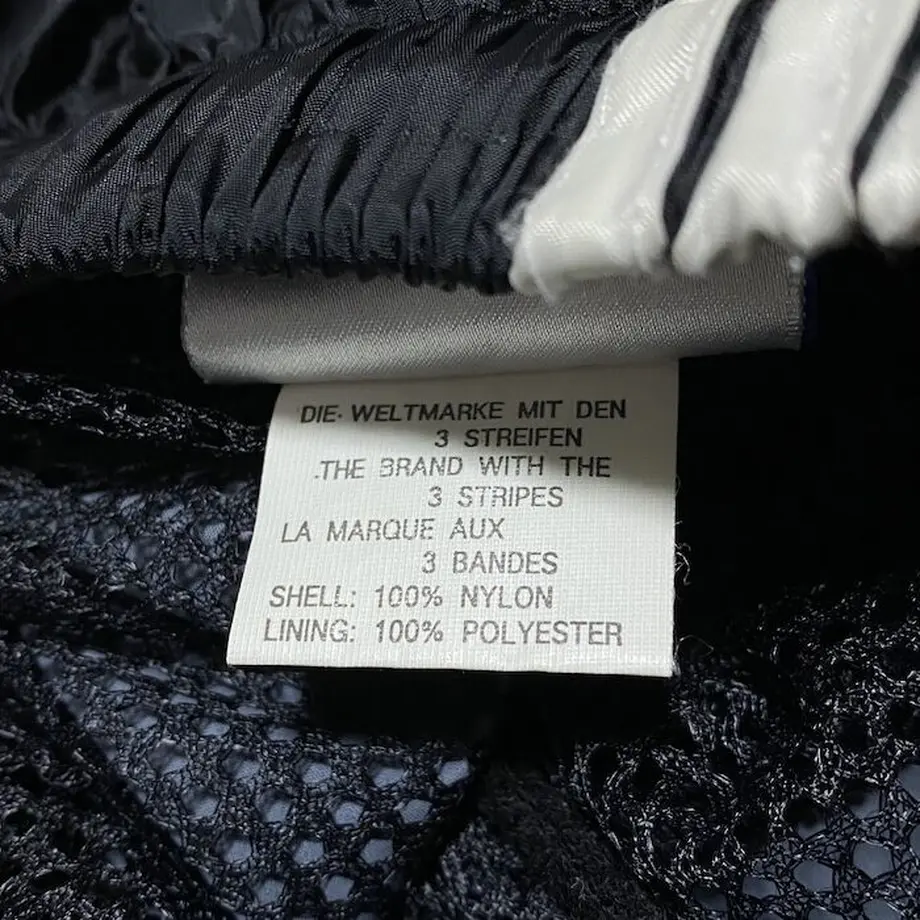 DIE· WELTMARKE MIT DEN
3 STREIFEN
.THE BRAND WITH THE
3 STRIPES
LA MARQUE AUX
3 BANDES
SHELL: 100% NYLON
LINING: 100% POLYESTER